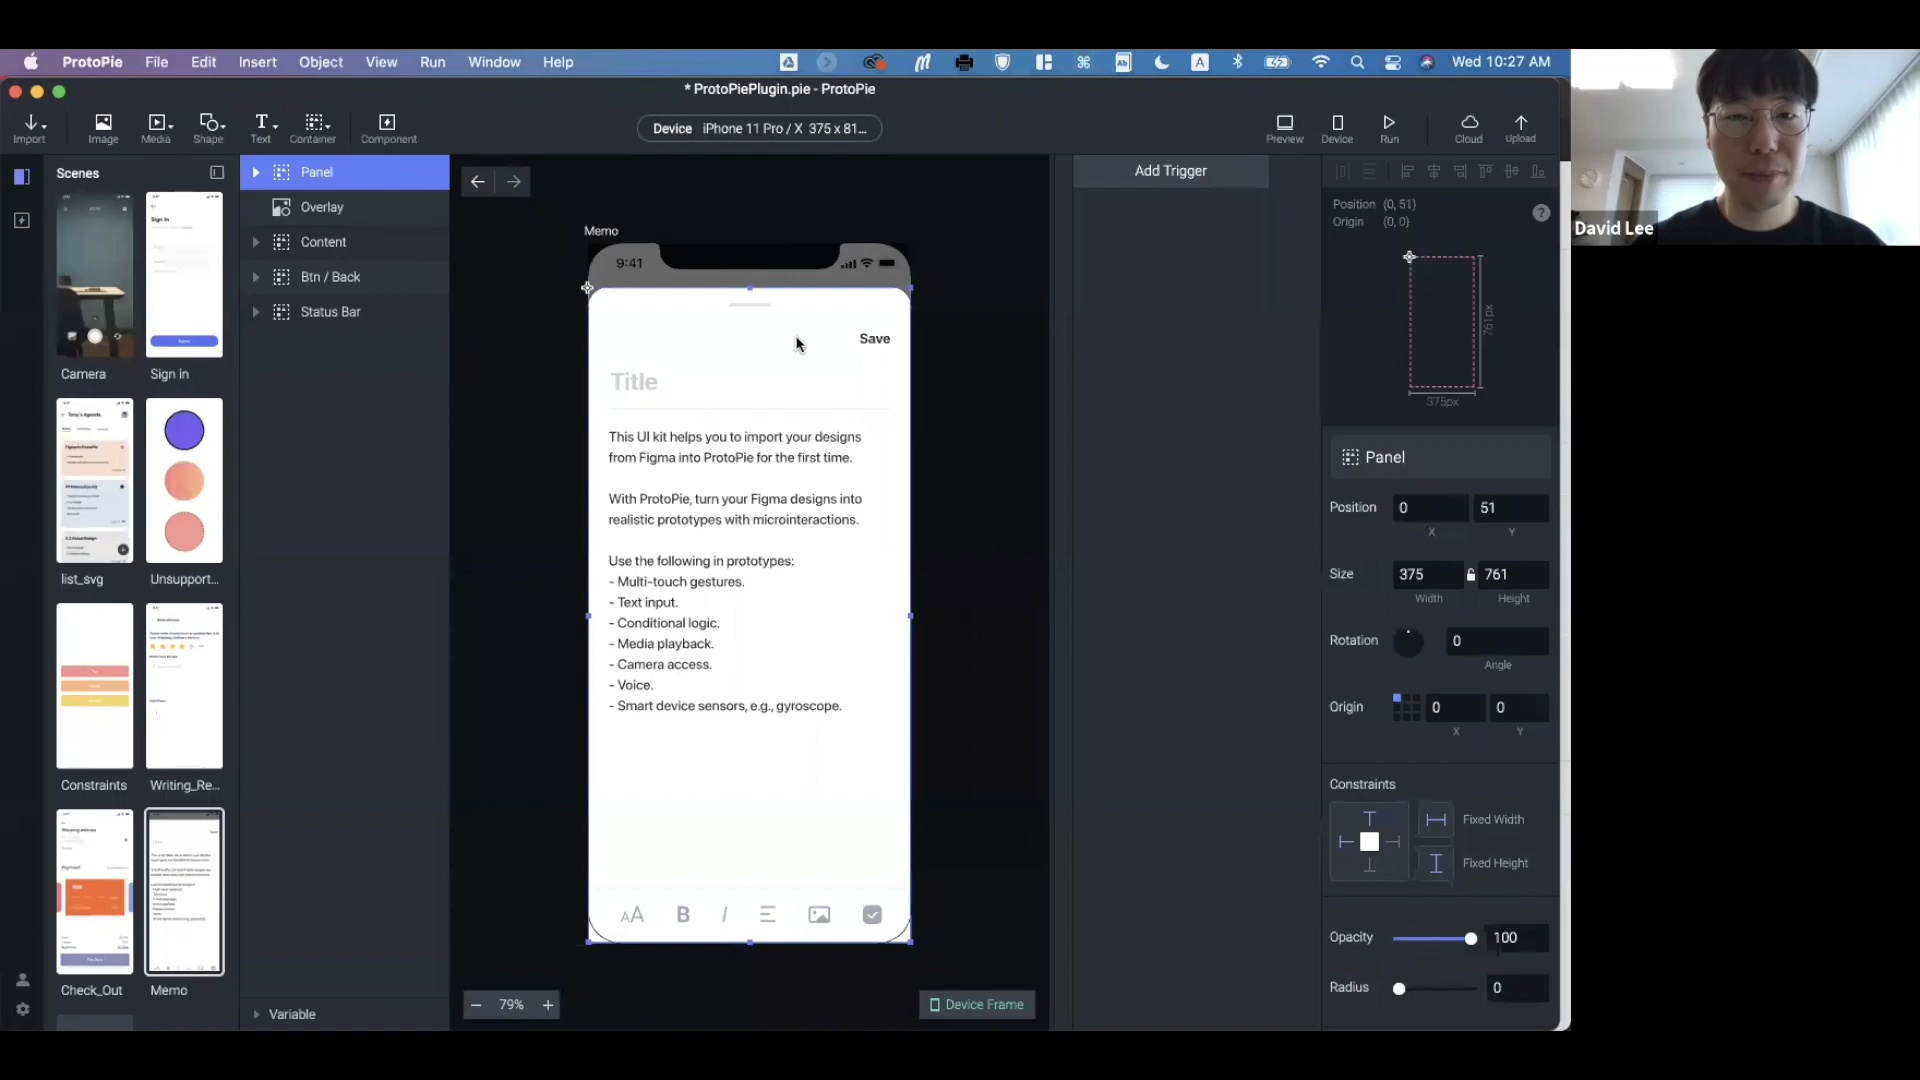 ProtoPie File Edit Insert Object View Run Window Help
Wed 10:27 AM
* ProtoPiePlugin.pie - ProtoPie
Import Image Media Shape Text Container Component
Device iPhone 11 Pro / X 375 x 81...
Preview Device Run Cloud Upload
Scenes
Camera
Sign in
list_svg
Unsupport...
Constraints
Writing_Re...
Check_Out
Memo
Panel
Overlay
Content
Btn / Back
Status Bar
Variable
Memo
9:41
Save
Title
This UI kit helps you to import your designs
from Figma into ProtoPie for the first time.
With ProtoPie, turn your Figma designs into
realistic prototypes with microinteractions.
Use the following in prototypes:
- Multi-touch gestures.
- Text input.
- Conditional logic.
- Media playback.
- Camera access.
- Voice.
- Smart device sensors, e.g., gyroscope.
AA B I
79%
Device Frame
Add Trigger
Position (0, 51)
Origin (0, 0)
761px
375px
Panel
Position 0 51
X Y
Size 375 761
Width Height
Rotation 0
Angle
Origin 0 0
X Y
Constraints
Fixed Width
Fixed Height
Opacity 100
Radius 0
David Lee